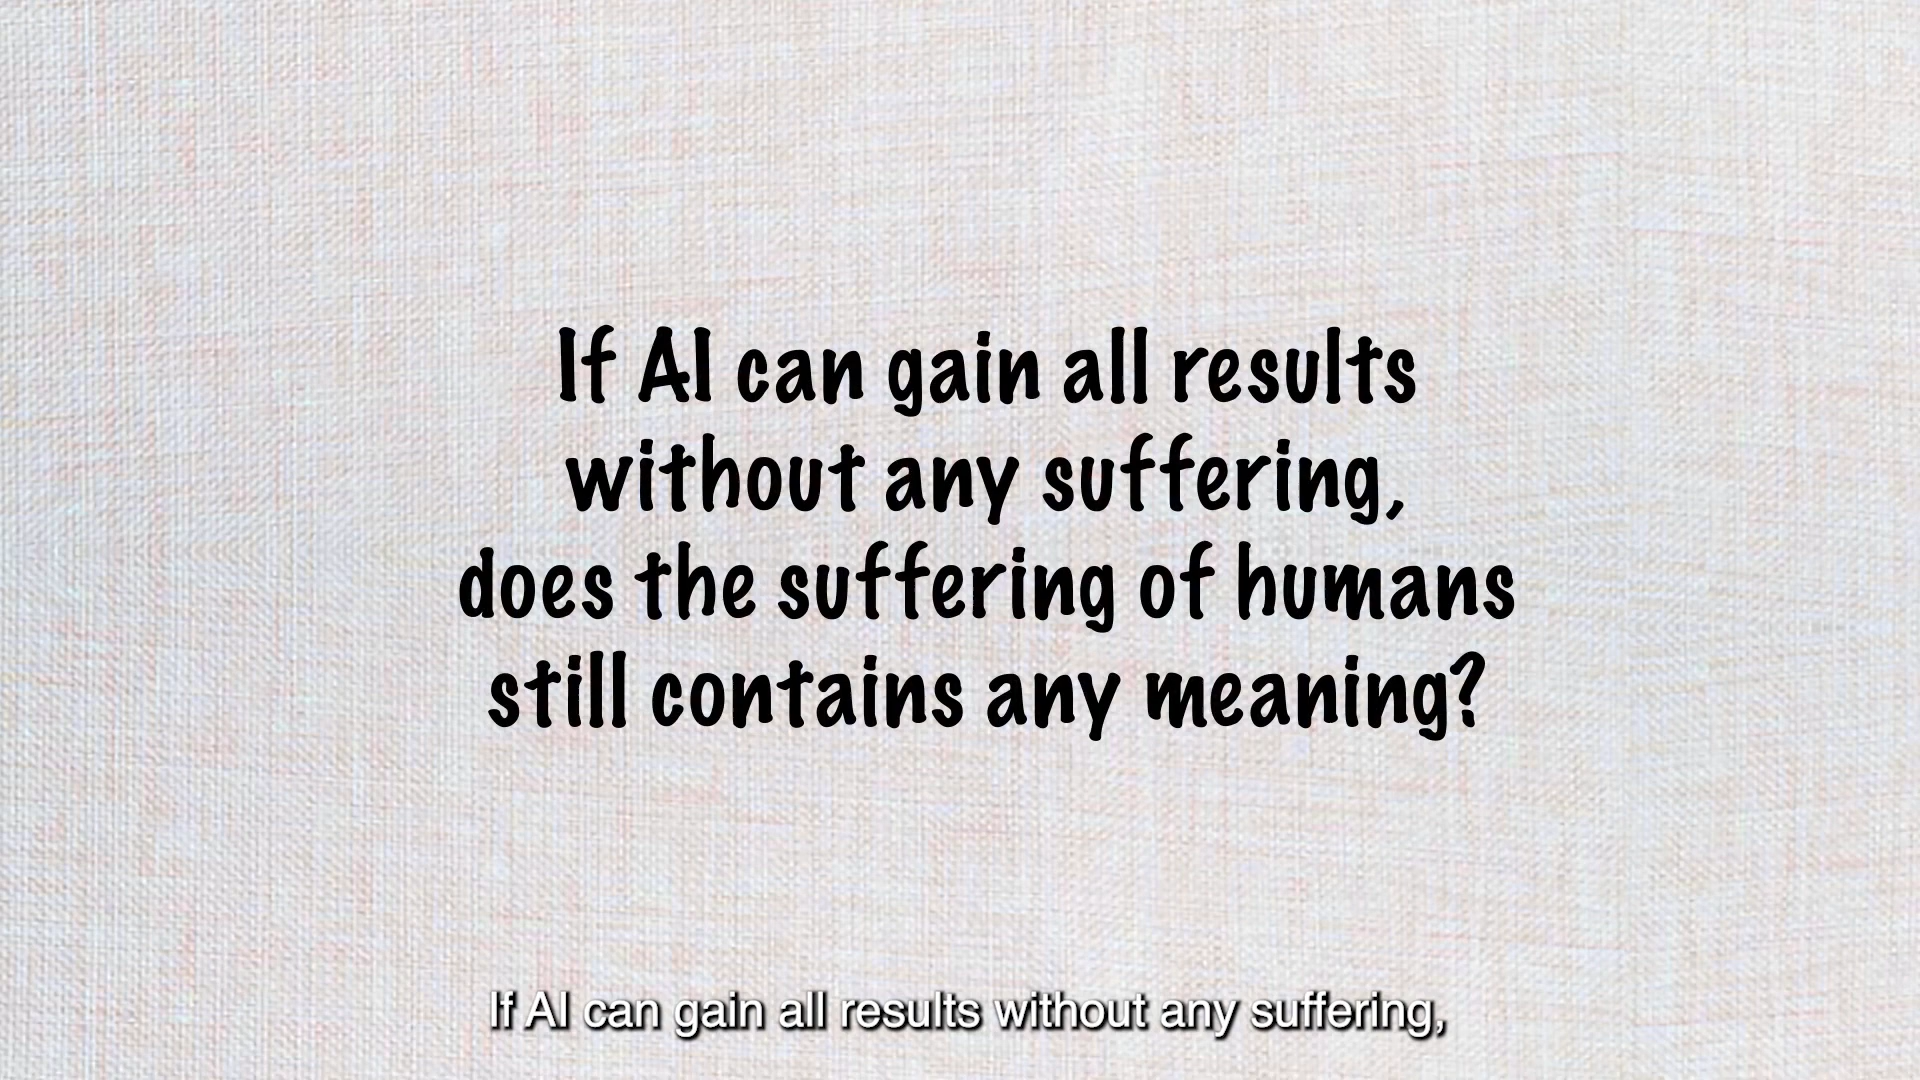 If AI can gain all results
without any suffering,
does the suffering of humans
still contains any meaning?
If AI can gain all results without any suffering,